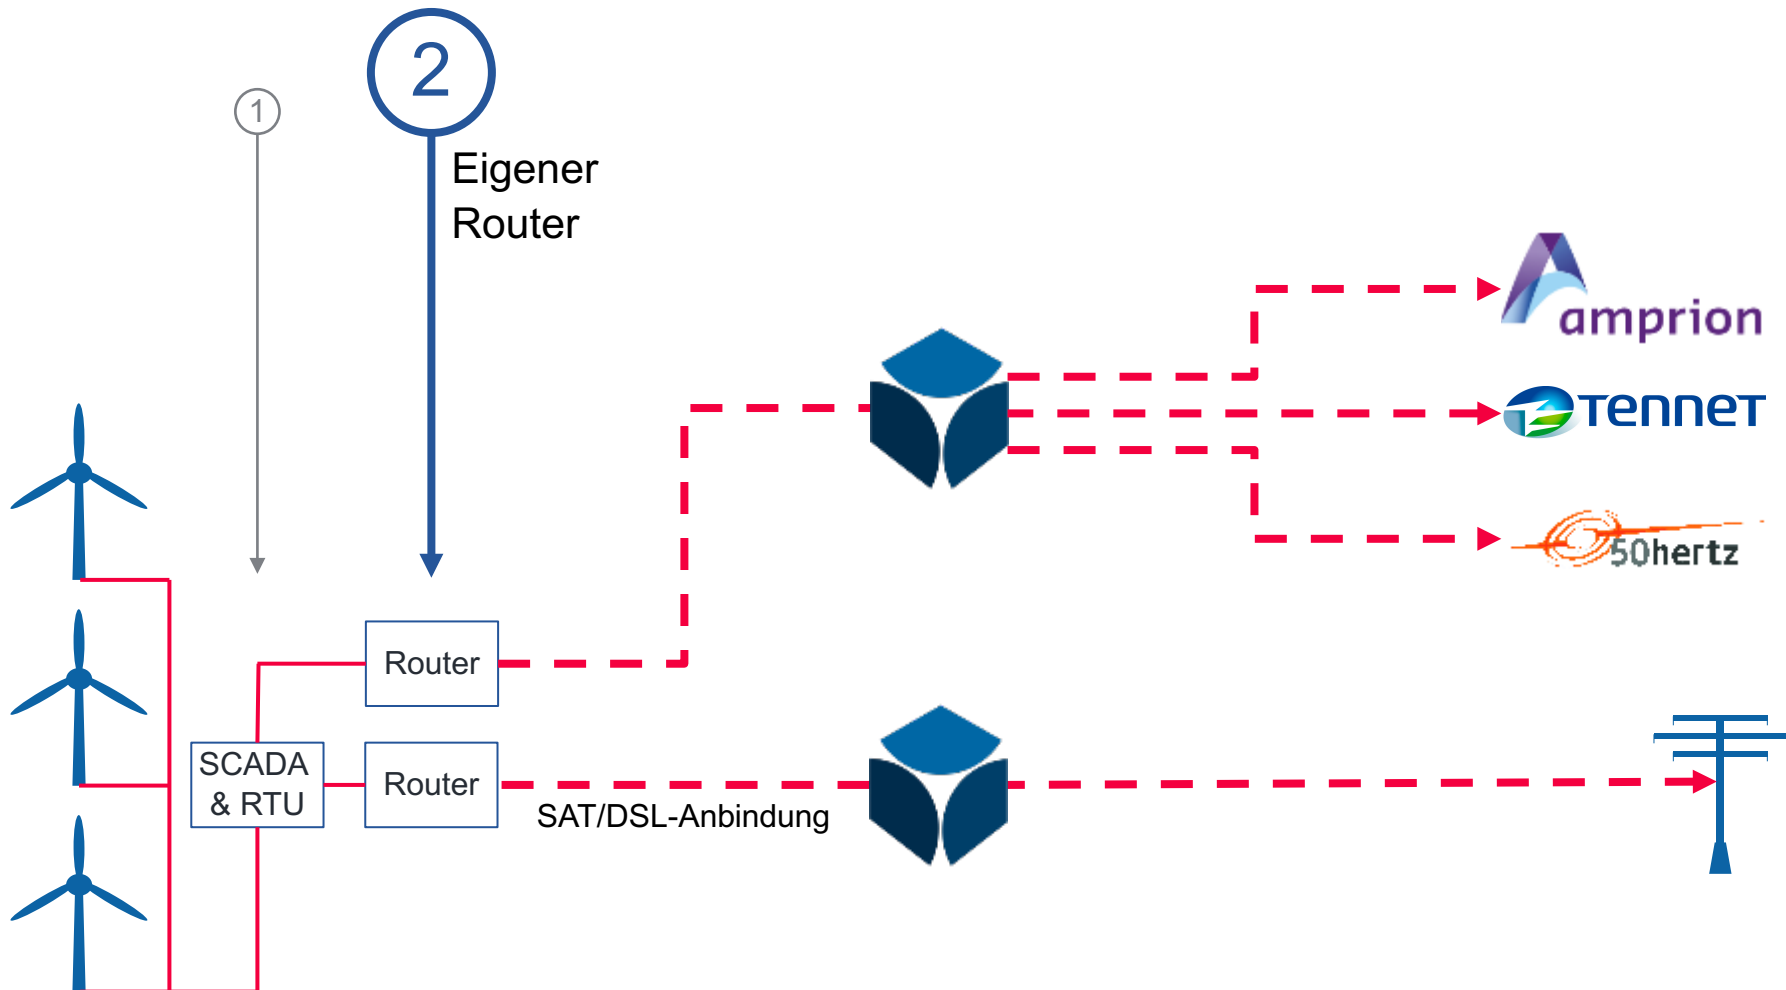 1
2
Eigener
Router
amprion
TENNET
50hertz
Router
SCADA
& RTU
Router
SAT/DSL-Anbindung